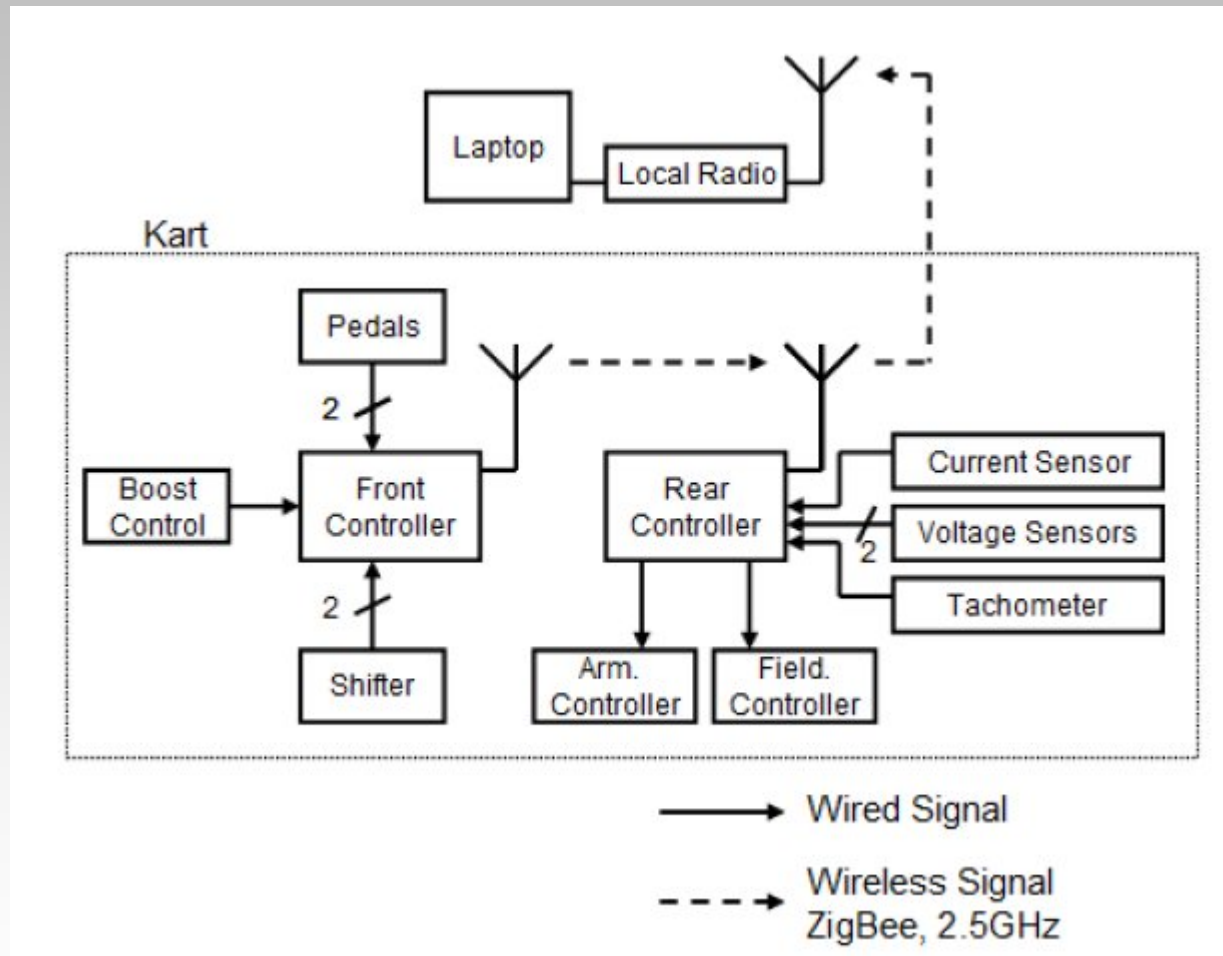 Laptop
Local Radio
Kart
Pedals
2
Boost
Control
Front
Controller
2
Shifter
Rear
Controller
Current Sensor
Voltage Sensors
2
Tachometer
Arm.
Controller
Field.
Controller
Wired Signal
Wireless Signal
ZigBee, 2.5GHz